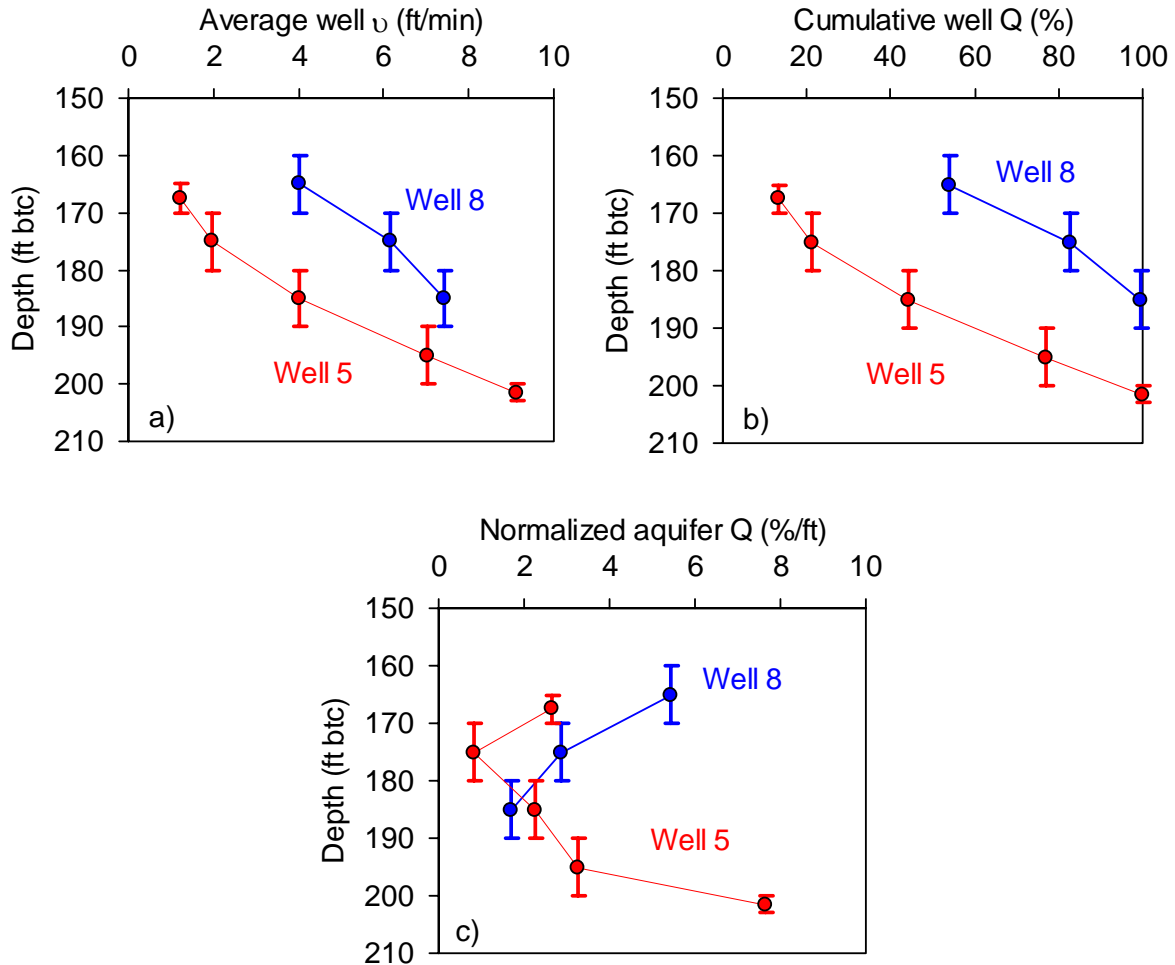 Average well υ (ft/min)
0 2 4 6 8 10
150
160
170
180
190
200
210
Depth (ft btc)
Well 8
Well 5
a)
Cumulative well Q (%)
0 20 40 60 80 100
150
160
170
180
190
200
210
Depth (ft btc)
Well 8
Well 5
b)
Normalized aquifer Q (%/ft)
0 2 4 6 8 10
150
160
170
180
190
200
210
Depth (ft btc)
Well 8
Well 5
c)